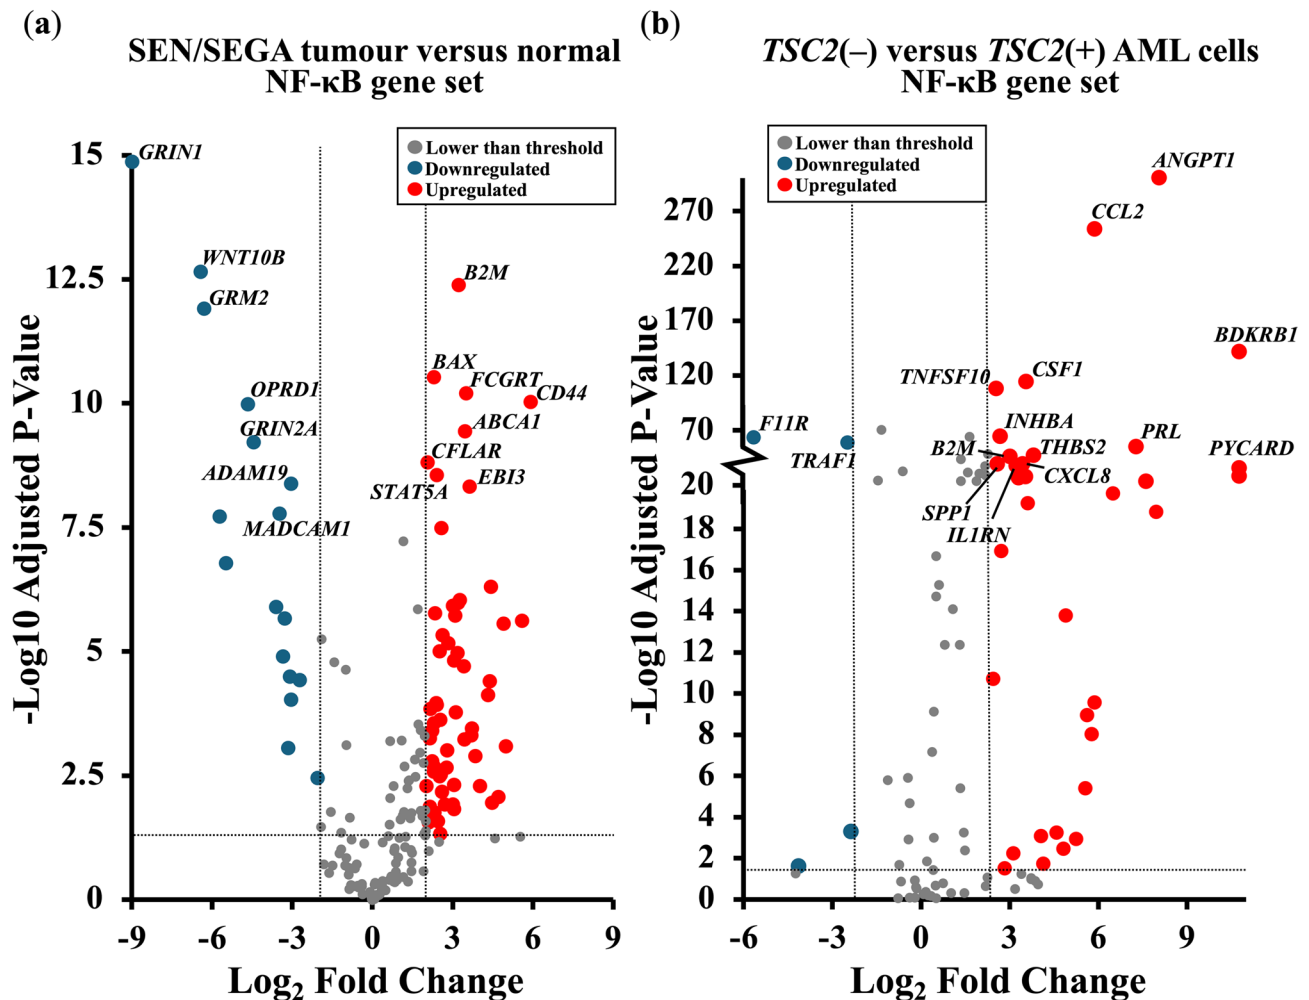 (a)
SEN/SEGA tumour versus normal
NF-κB gene set
Lower than threshold
Downregulated
Upregulated
-Log10 Adjusted P-Value
15
12.5
10
7.5
5
2.5
0
GRIN1
WNT10B
GRM2
B2M
BAX
FCGRT
CD44
OPRD1
ABCA1
GRIN2A
CFLAR
ADAM19
EBI3
STAT5A
MADCAM1
-9
-6
-3
0
3
6
9
Log2 Fold Change
(b)
TSC2(–) versus TSC2(+) AML cells
NF-κB gene set
Lower than threshold
Downregulated
Upregulated
-Log10 Adjusted P-Value
270
220
170
120
70
20
18
16
14
12
10
8
6
4
2
0
ANGPT1
CCL2
BDKRB1
TNFSF10
CSF1
F11R
INHBA
PRL
B2M
THBS2
PYCARD
TRAF1
CXCL8
SPP1
IL1RN
-6
-3
0
3
6
9
Log2 Fold Change